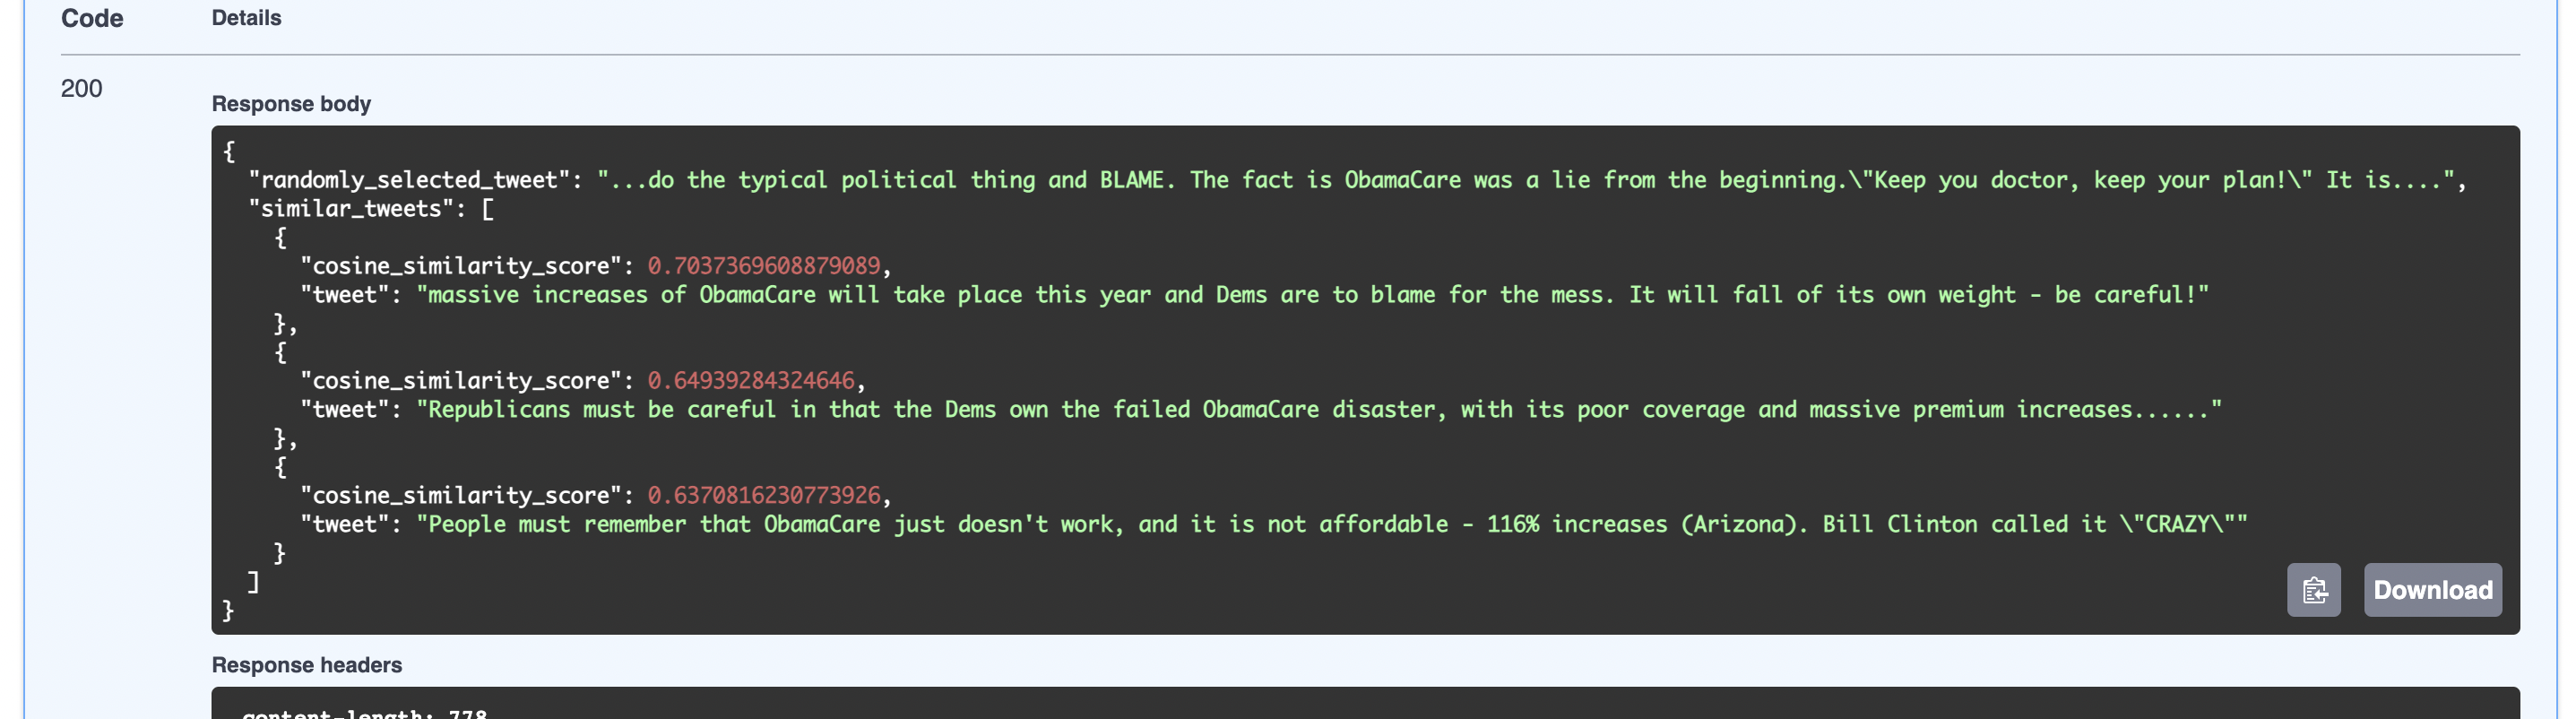 Code Details
200
Response body
{
"randomly_selected_tweet": "...do the typical political thing and BLAME. The fact is ObamaCare was a lie from the beginning.\"Keep you doctor, keep your plan!\" It is....",
"similar_tweets": [
{
"cosine_similarity_score": 0.7037369608879089,
"tweet": "massive increases of ObamaCare will take place this year and Dems are to blame for the mess. It will fall of its own weight - be careful!"
},
{
"cosine_similarity_score": 0.64939284324646,
"tweet": "Republicans must be careful in that the Dems own the failed ObamaCare disaster, with its poor coverage and massive premium increases......"
},
{
"cosine_similarity_score": 0.6370816230773926,
"tweet": "People must remember that ObamaCare just doesn't work, and it is not affordable - 116% increases (Arizona). Bill Clinton called it \"CRAZY\""
}
]
}
Download
Response headers
content-length: 778